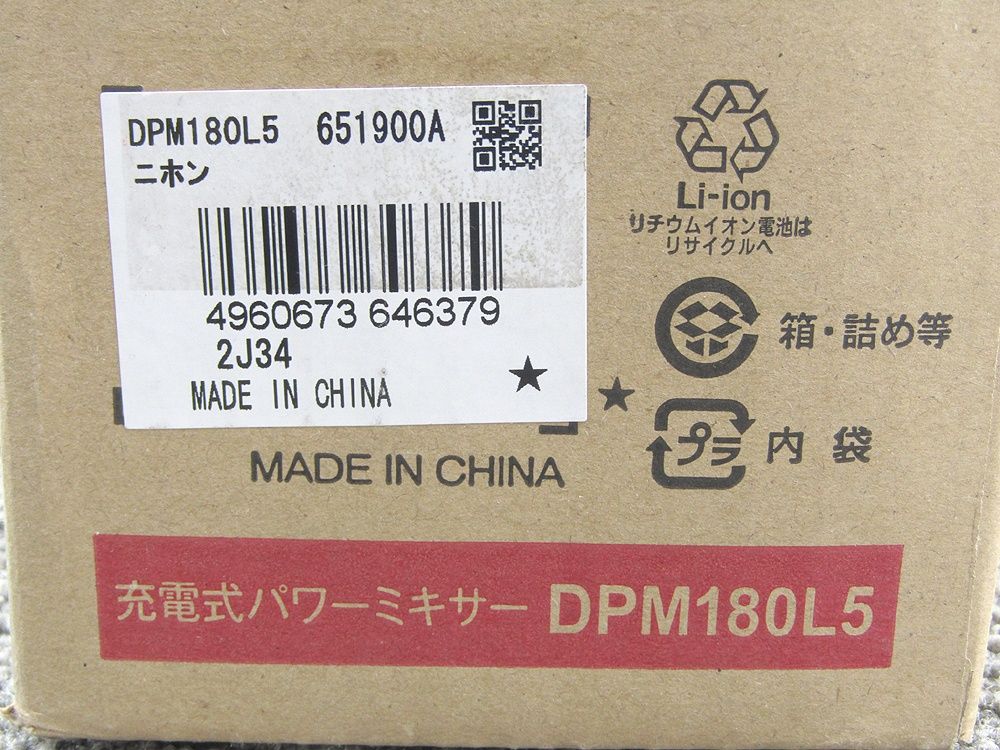 DPM180L5 651900A
ニホン
4960673 646379
2J34
MADE IN CHINA ★
★
MADE IN CHINA
Li-ion
リチウムイオン電池は
リサイクルへ
箱・詰め等
プラ 内袋
充電式パワーミキサー DPM180L5